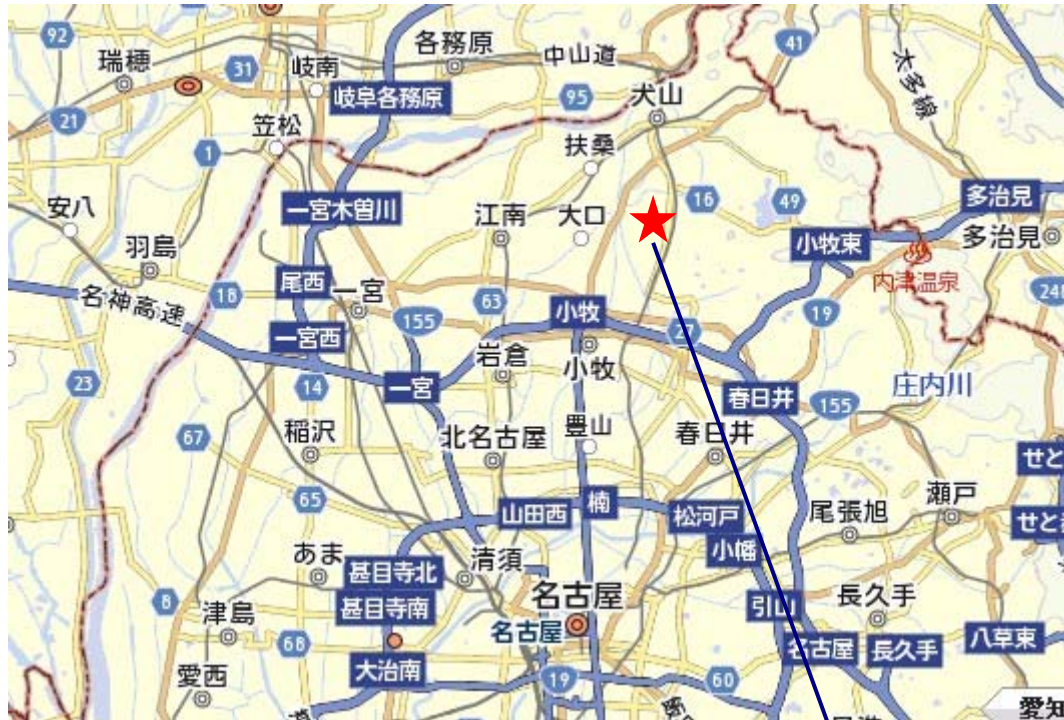 92
41
各務原
中山道
瑞穂
31
岐南
太多線
岐阜各務原
95
犬山
21
笠松
扶桑
1
安八
一宮木曽川
江南
大口
16
49
多治見
羽島
小牧東
多治見
内津温泉
尾西
一宮
18
63
小牧
248
名神高速
155
19
27
一宮西
岩倉
小牧
23
14
一宮
春日井
155
庄内川
稲沢
豊山
67
北名古屋
春日井
せと
65
山田西
楠
松河戸
瀬戸
尾張旭
せと
あま
清須
小幡
甚目寺北
8
甚目寺南
名古屋
引山
長久手
津島
名古屋
68
名古屋
長久手
八草東
大治南
愛西
19
60
愛知
道